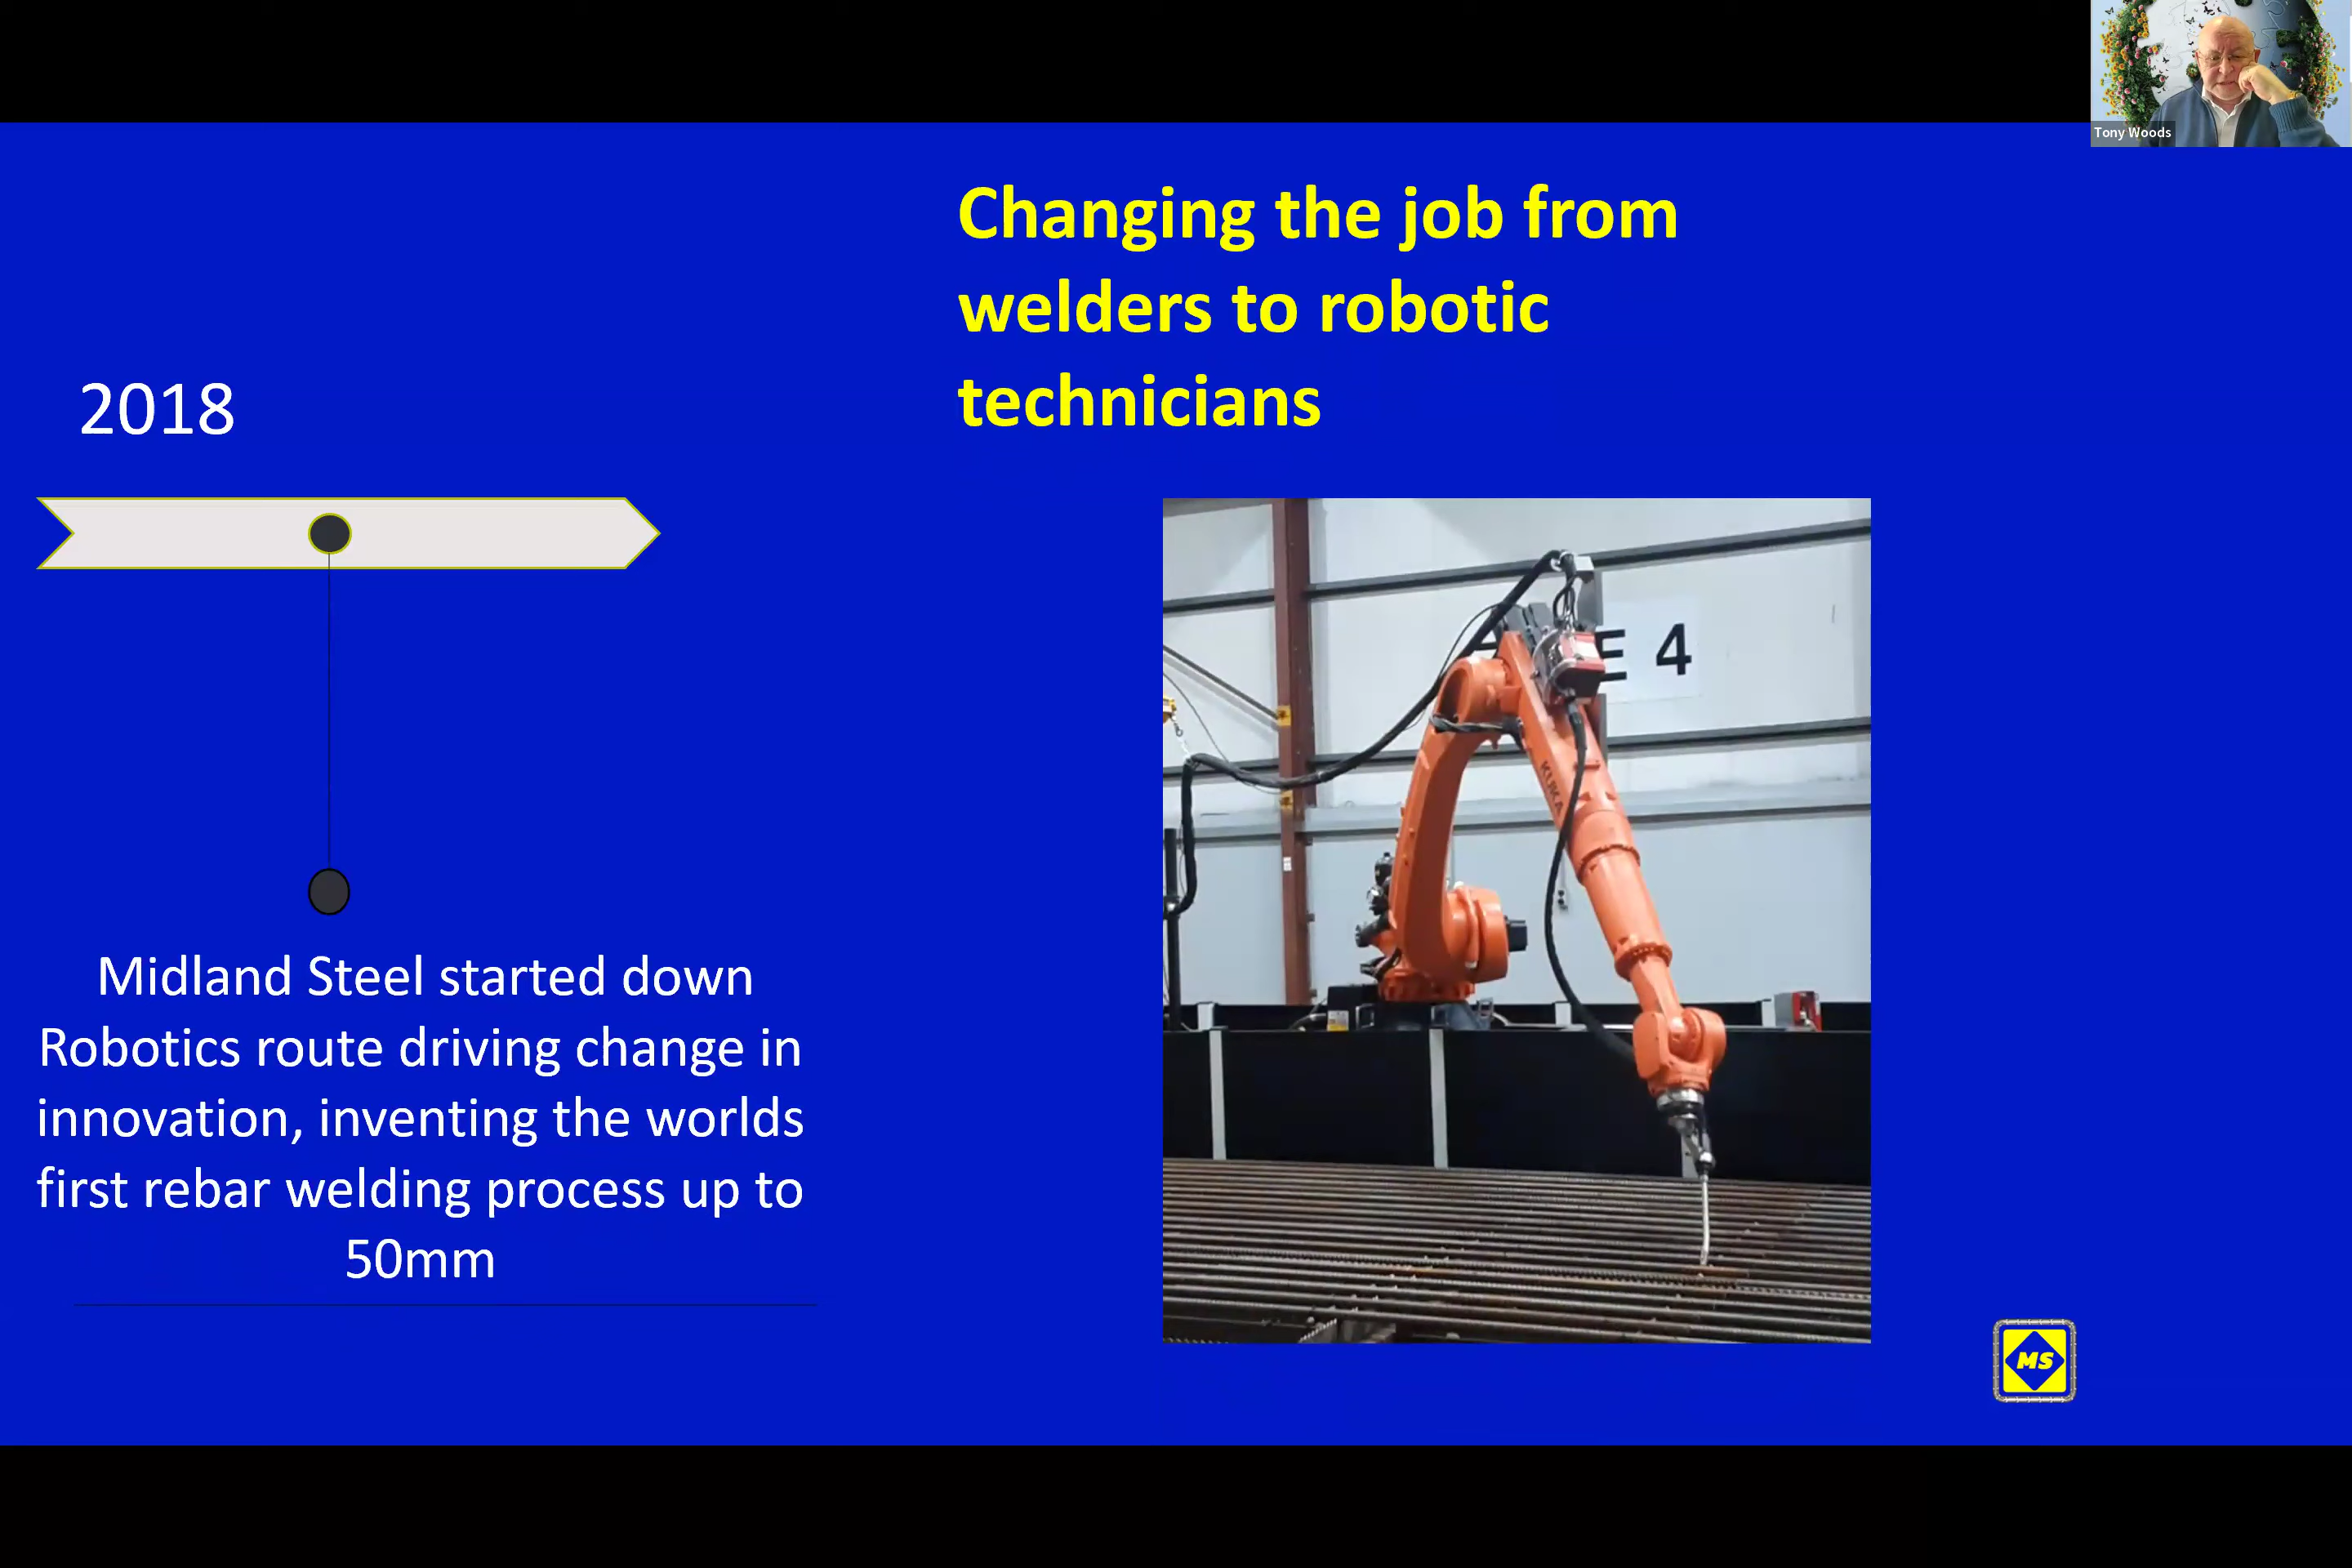 Tony Woods
Changing the job from
welders to robotic
technicians
2018
E 4
KUKA
Midland Steel started down
Robotics route driving change in
innovation, inventing the worlds
first rebar welding process up to
50mm
MS